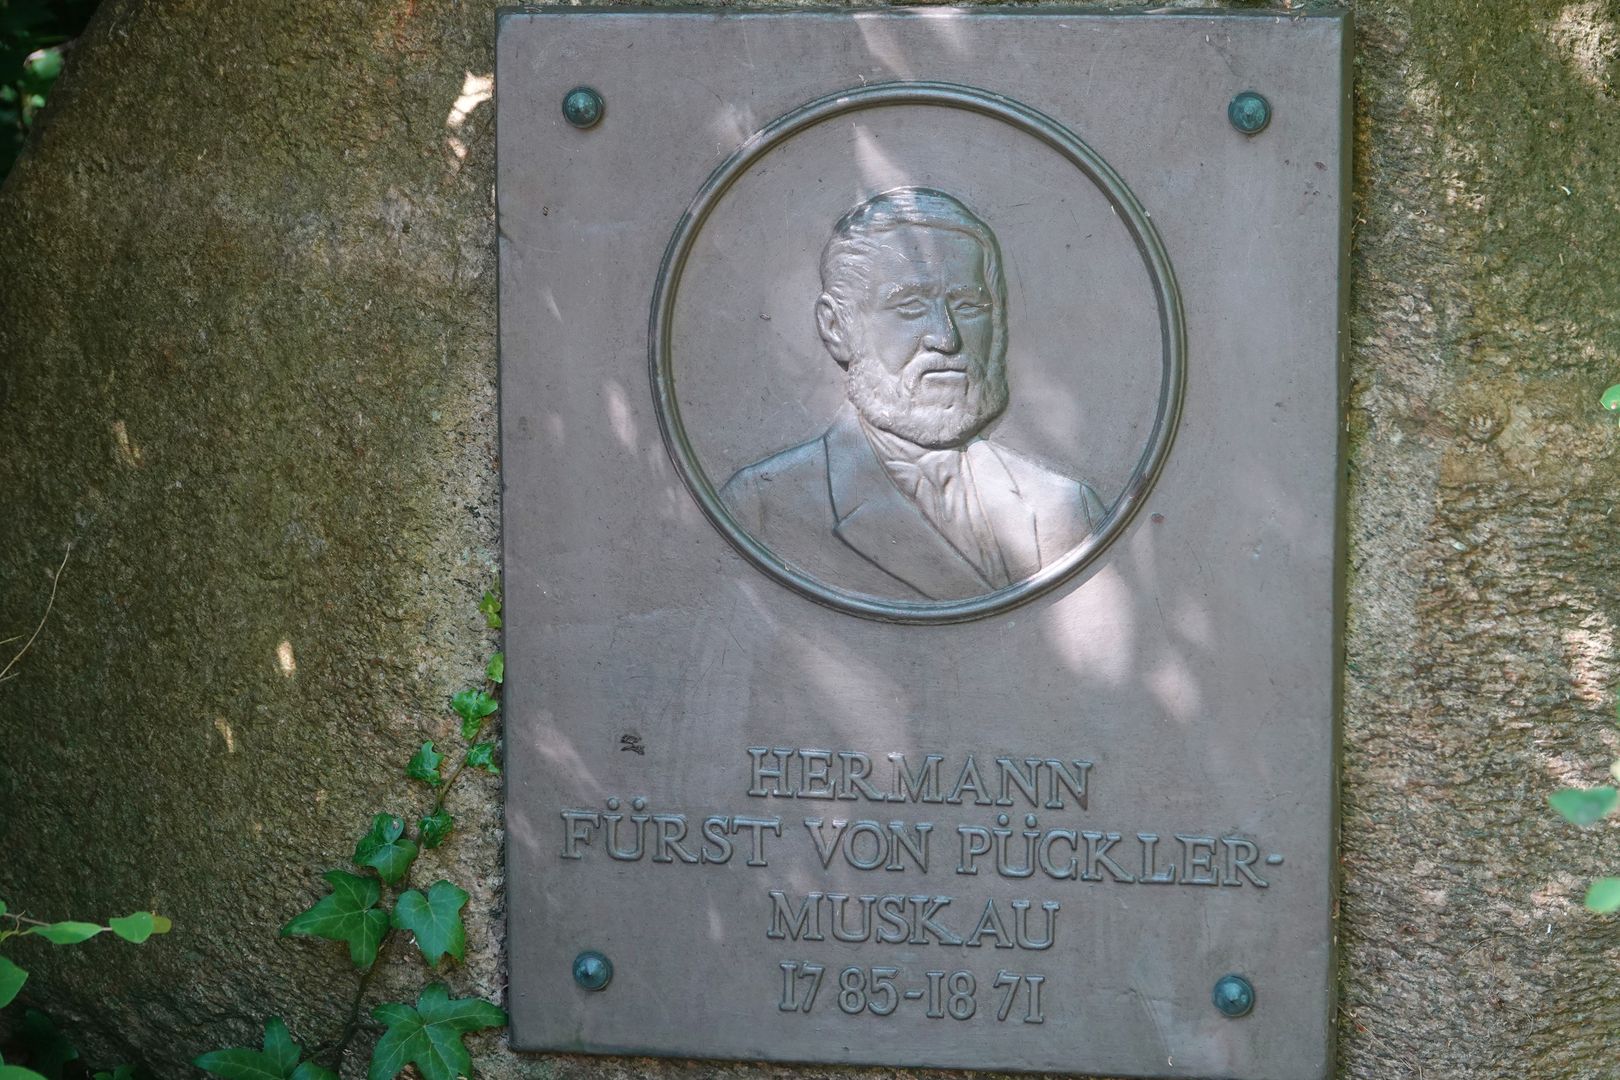 HERMANN
FÜRST VON PÜCKLER-
MUSKAU
1785-1871